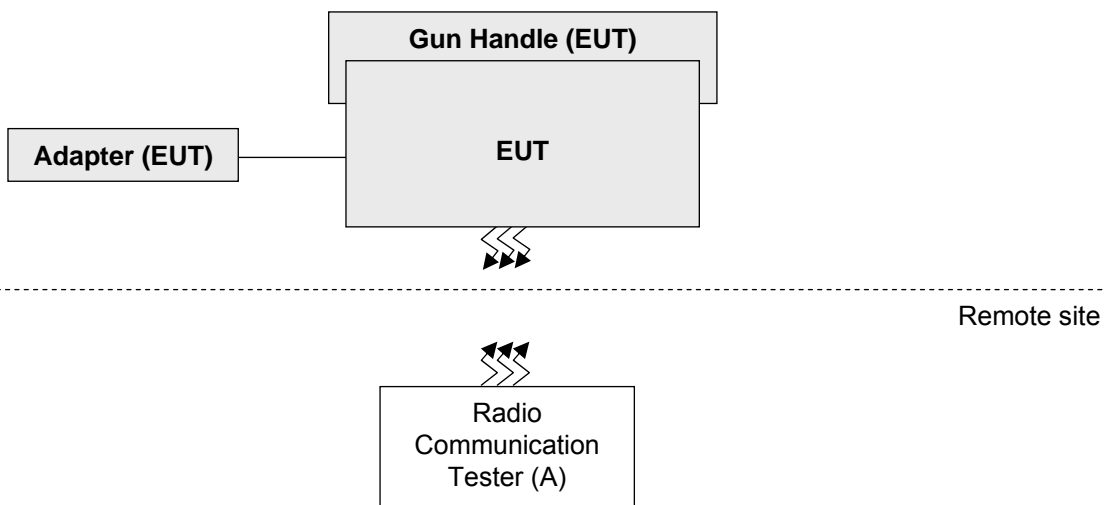 Gun Handle (EUT)
Adapter (EUT)
EUT
Remote site
Radio
Communication
Tester (A)